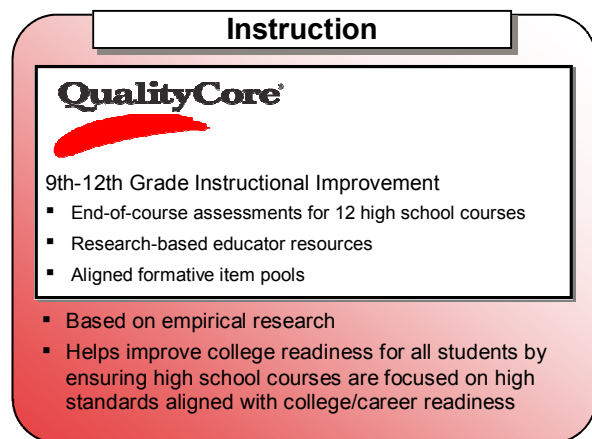 Instruction
QualityCore®
9th-12th Grade Instructional Improvement
▪ End-of-course assessments for 12 high school courses
▪ Research-based educator resources
▪ Aligned formative item pools
▪ Based on empirical research
▪ Helps improve college readiness for all students by
ensuring high school courses are focused on high
standards aligned with college/career readiness